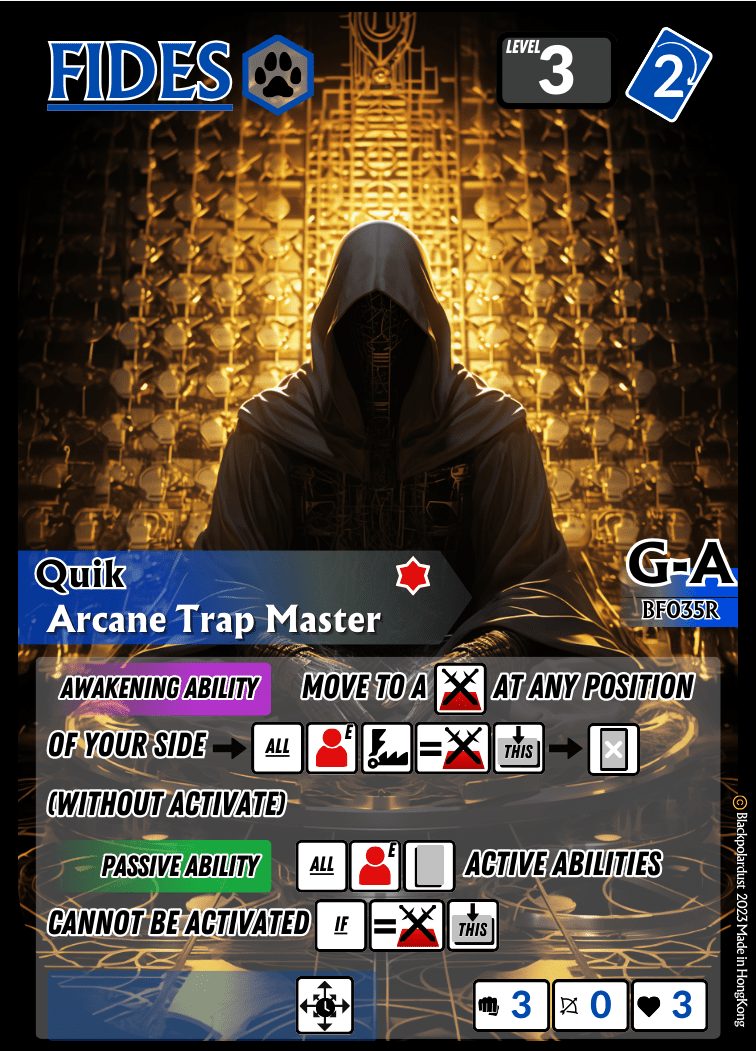 FIDES
LEVEL 3
2
Quik
Arcane Trap Master
G-A
BF035R
AWAKENING ABILITY MOVE TO A AT ANY POSITION
OF YOUR SIDE ALL E = THIS
(WITHOUT ACTIVATE)
PASSIVE ABILITY ALL E ACTIVE ABILITIES
CANNOT BE ACTIVATED IF = THIS
3 0 3
© Blackpolardust 2023 Made in HongKong